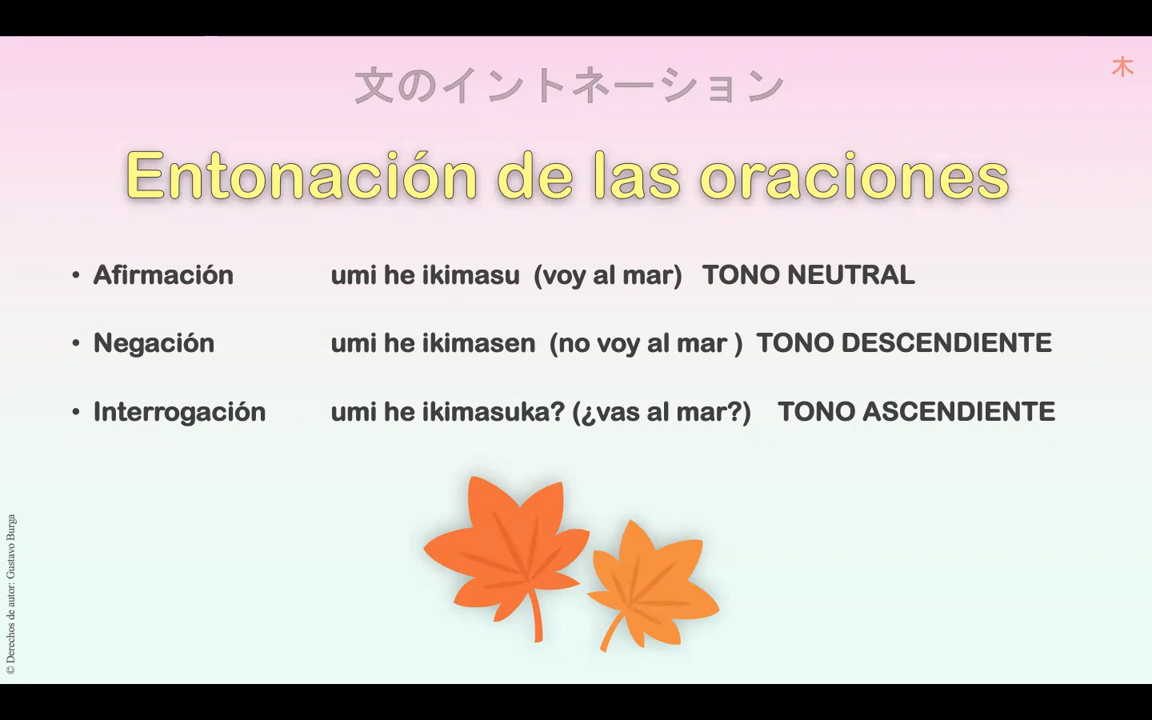 文のイントネーション
木
Entonación de las oraciones
• Afirmación umi he ikimasu (voy al mar) TONO NEUTRAL
• Negación umi he ikimasen (no voy al mar ) TONO DESCENDIENTE
• Interrogación umi he ikimasuka? (¿vas al mar?) TONO ASCENDIENTE
© Derechos de autor: Gustavo Burga